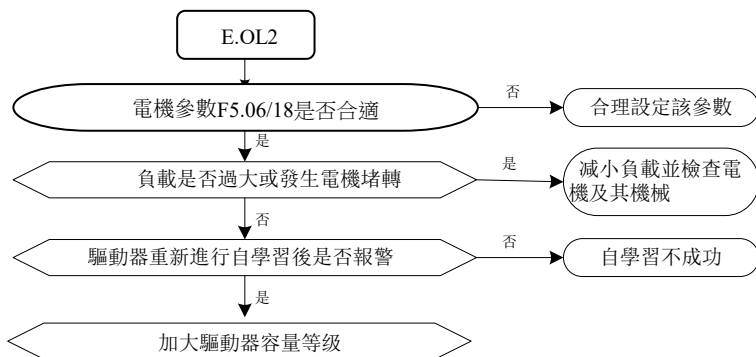 E.OL2
電機參數F5.06/18是否合適
否
合理設定該參數
是
負載是否過大或發生電機堵轉
是
减小負載並檢查電
機及其機械
否
驅動器重新進行自學習後是否報警
否
自學習不成功
是
加大驅動器容量等级